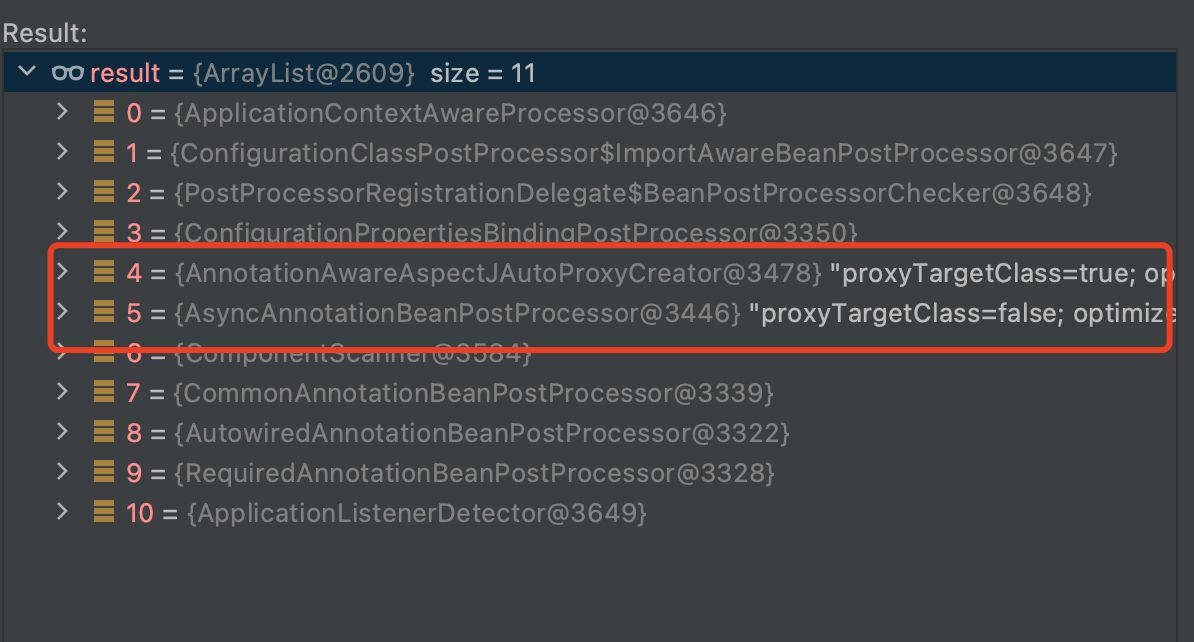 Result:
result = {ArrayList@2609} size = 11
0 = {ApplicationContextAwareProcessor@3646}
1 = {ConfigurationClassPostProcessor$ImportAwareBeanPostProcessor@3647}
2 = {PostProcessorRegistrationDelegate$BeanPostProcessorChecker@3648}
3 = {ConfigurationPropertiesBindingPostProcessor@3350}
4 = {AnnotationAwareAspectJAutoProxyCreator@3478} "proxyTargetClass=true; op
5 = {AsyncAnnotationBeanPostProcessor@3446} "proxyTargetClass=false; optimize
6 = {ComponentScanner@3584}
7 = {CommonAnnotationBeanPostProcessor@3339}
8 = {AutowiredAnnotationBeanPostProcessor@3322}
9 = {RequiredAnnotationBeanPostProcessor@3328}
10 = {ApplicationListenerDetector@3649}